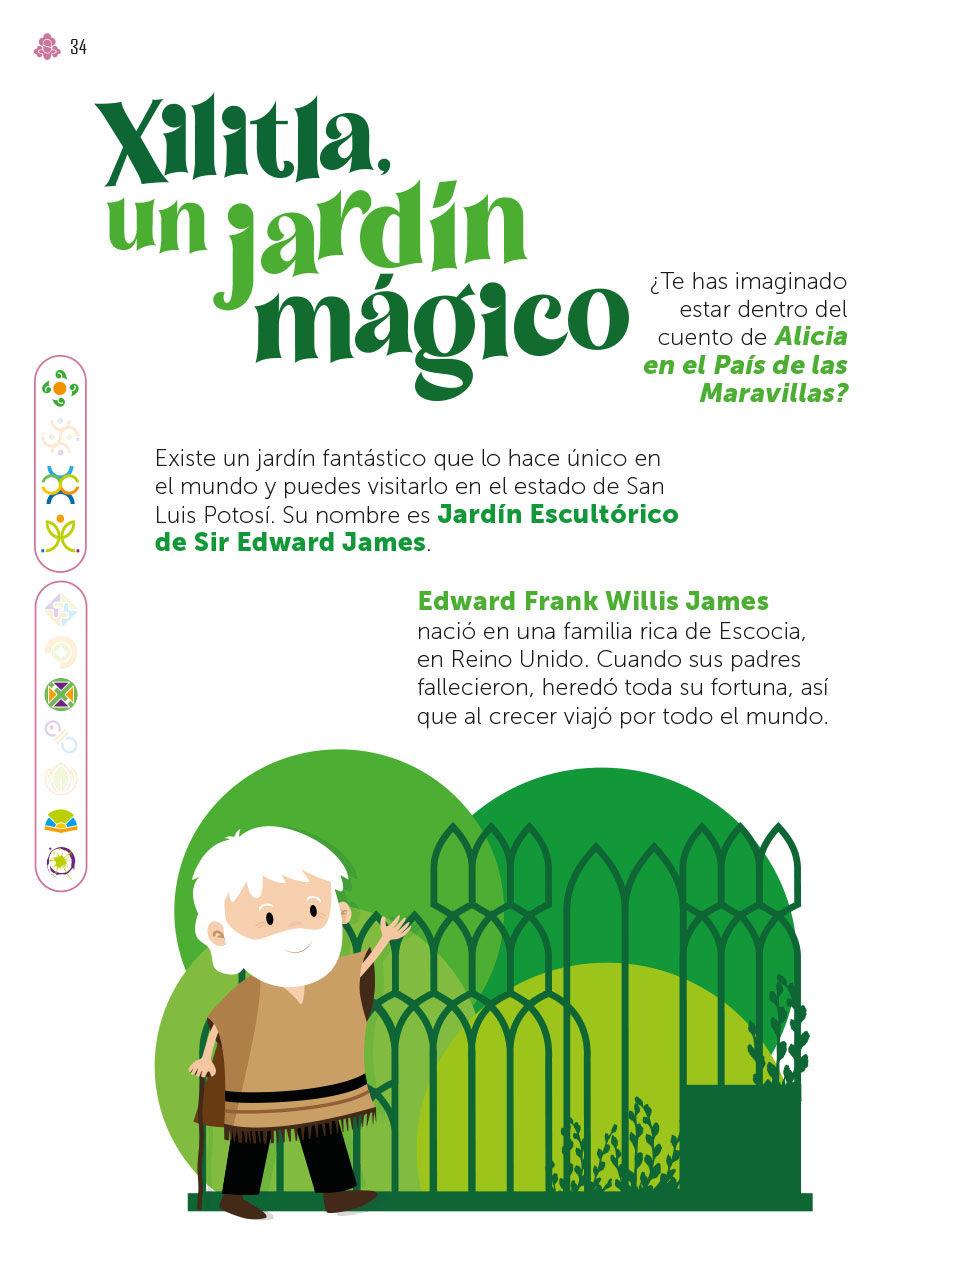 34
Xilitla,
un jardín
mágico
¿Te has imaginado
estar dentro del
cuento de Alicia
en el País de las
Maravillas?
Existe un jardín fantástico que lo hace único en
el mundo y puedes visitarlo en el estado de San
Luis Potosí. Su nombre es Jardín Escultórico
de Sir Edward James.
Edward Frank Willis James
nació en una familia rica de Escocia,
en Reino Unido. Cuando sus padres
fallecieron, heredó toda su fortuna, así
que al crecer viajó por todo el mundo.